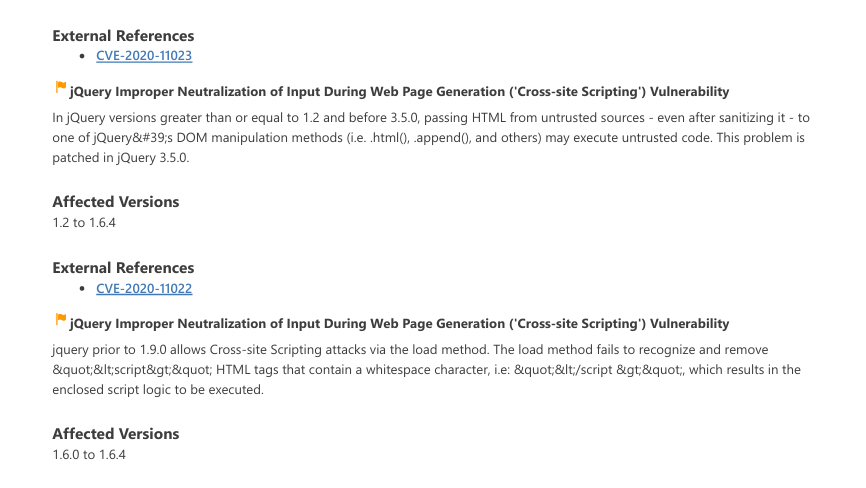 External References
• CVE-2020-11023
jQuery Improper Neutralization of Input During Web Page Generation ('Cross-site Scripting') Vulnerability
In jQuery versions greater than or equal to 1.2 and before 3.5.0, passing HTML from untrusted sources - even after sanitizing it - to
one of jQuery&#39;s DOM manipulation methods (i.e. .html(), .append(), and others) may execute untrusted code. This problem is
patched in jQuery 3.5.0.
Affected Versions
1.2 to 1.6.4
External References
• CVE-2020-11022
jQuery Improper Neutralization of Input During Web Page Generation ('Cross-site Scripting') Vulnerability
jquery prior to 1.9.0 allows Cross-site Scripting attacks via the load method. The load method fails to recognize and remove
&quot;&lt;script&gt;&quot; HTML tags that contain a whitespace character, i.e: &quot;&lt;/script &gt;&quot;, which results in the
enclosed script logic to be executed.
Affected Versions
1.6.0 to 1.6.4